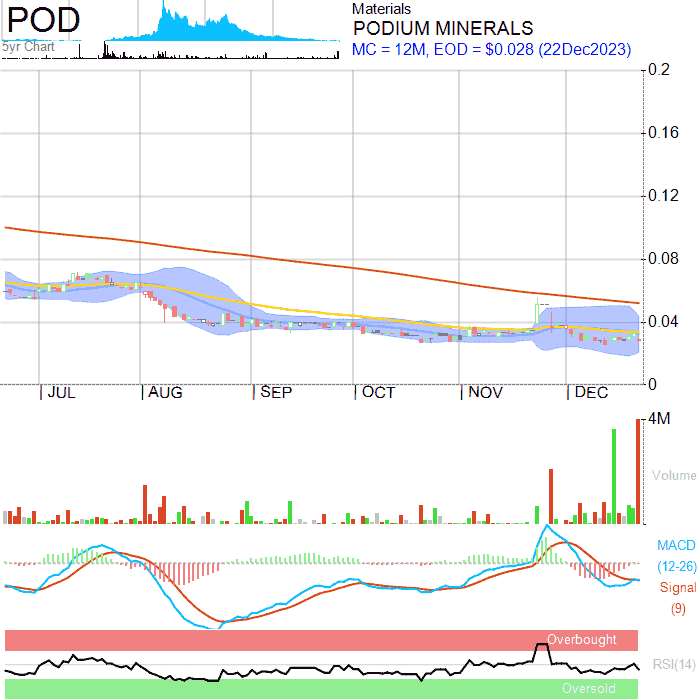 POD
5yr Chart
Materials
PODIUM MINERALS
MC = 12M, EOD = $0.028 (22Dec2023)
0.2
0.16
0.12
0.08
0.04
0
JUL AUG SEP OCT NOV DEC
4M
Volume
MACD
(12-26)
Signal
(9)
Overbought
RSI(14)
Oversold